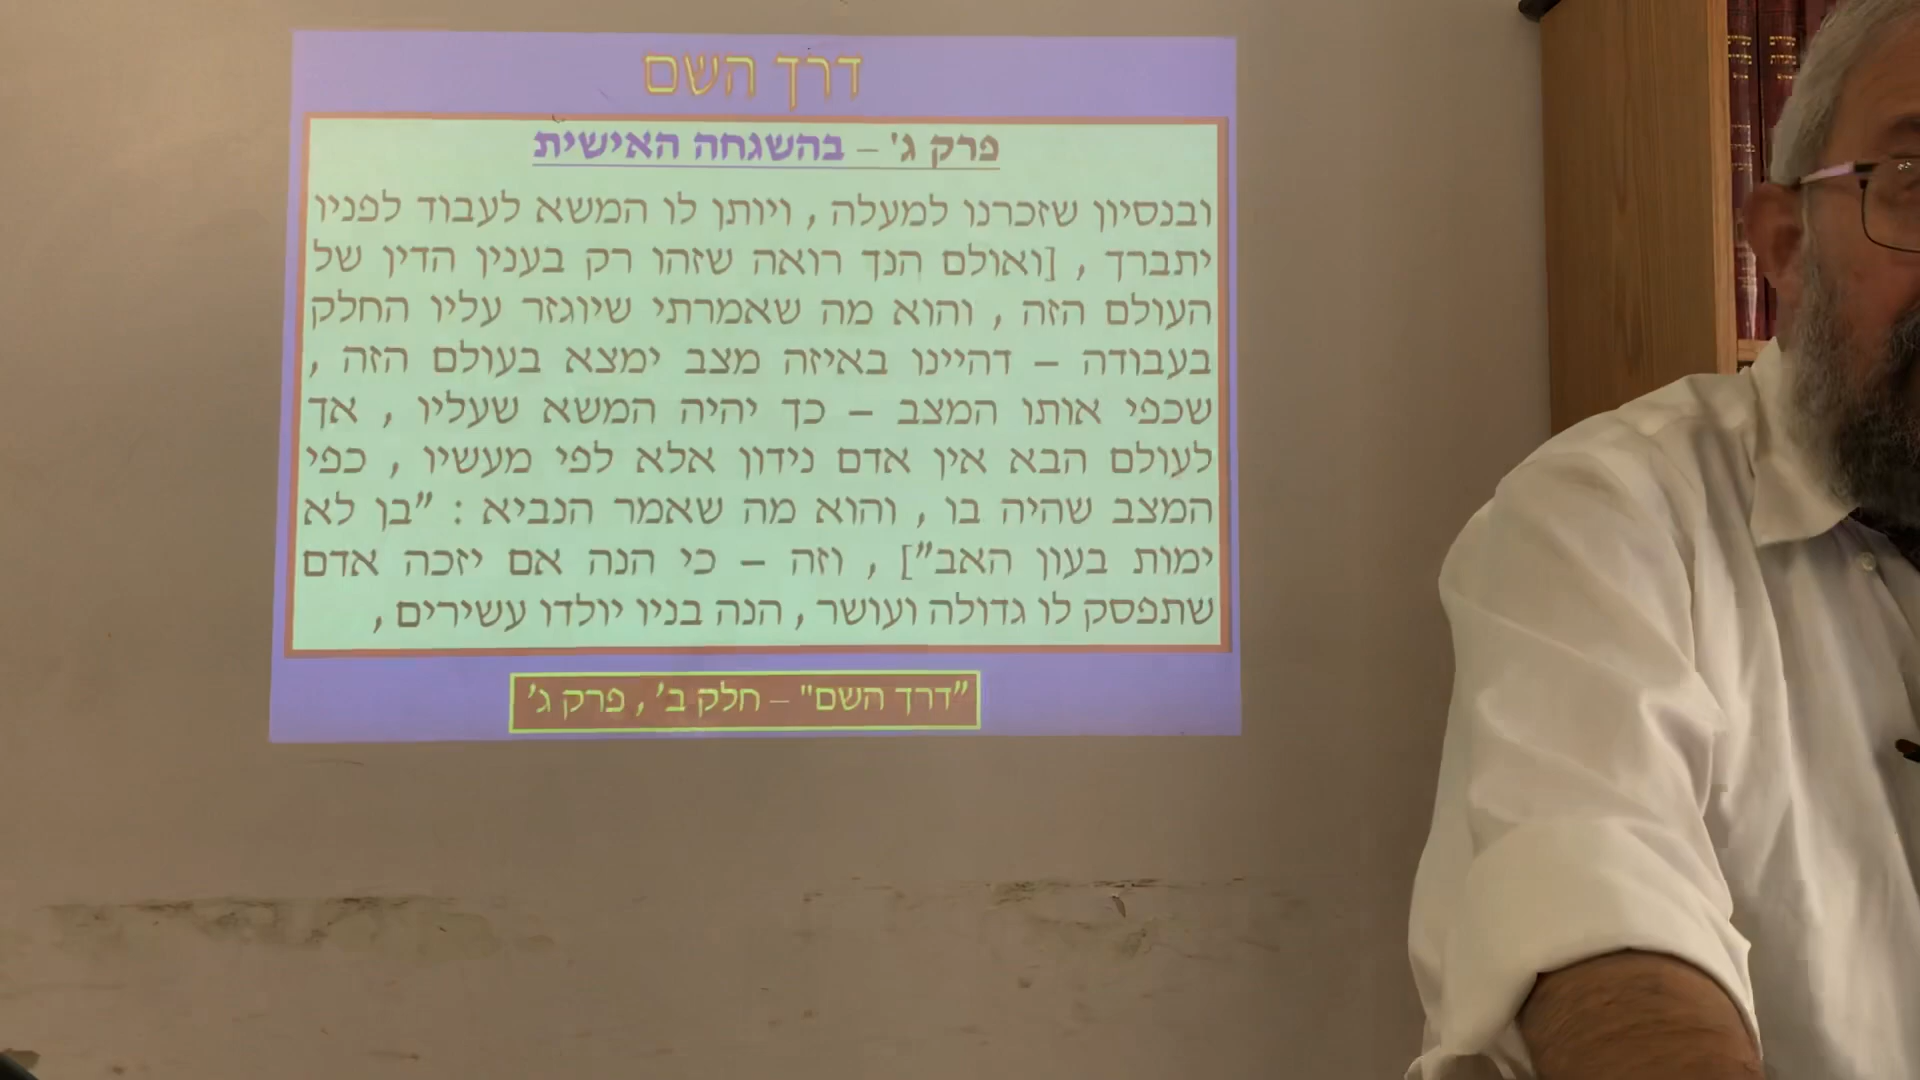 דרך השם
פרק ג' – בהשגחה האישית
ובנסיון שזכרנו למעלה , ויותן לו המשא לעבוד לפניו
יתברך , [ואולם הנך רואה שזהו רק בענין הדין של
העולם הזה , והוא מה שאמרתי שיוגזר עליו החלק
בעבודה – דהיינו באיזה מצב ימצא בעולם הזה ,
שכפי אותו המצב – כך יהיה המשא שעליו , אך
לעולם הבא אין אדם נידון אלא לפי מעשיו , כפי
המצב שהיה בו , והוא מה שאמר הנביא : "בן לא
ימות בעון האב"] , וזה – כי הנה אם יזכה אדם
שתפסק לו גדולה ועושר , הנה בניו יולדו עשירים ,
"דרך השם" – חלק ב' , פרק ג'